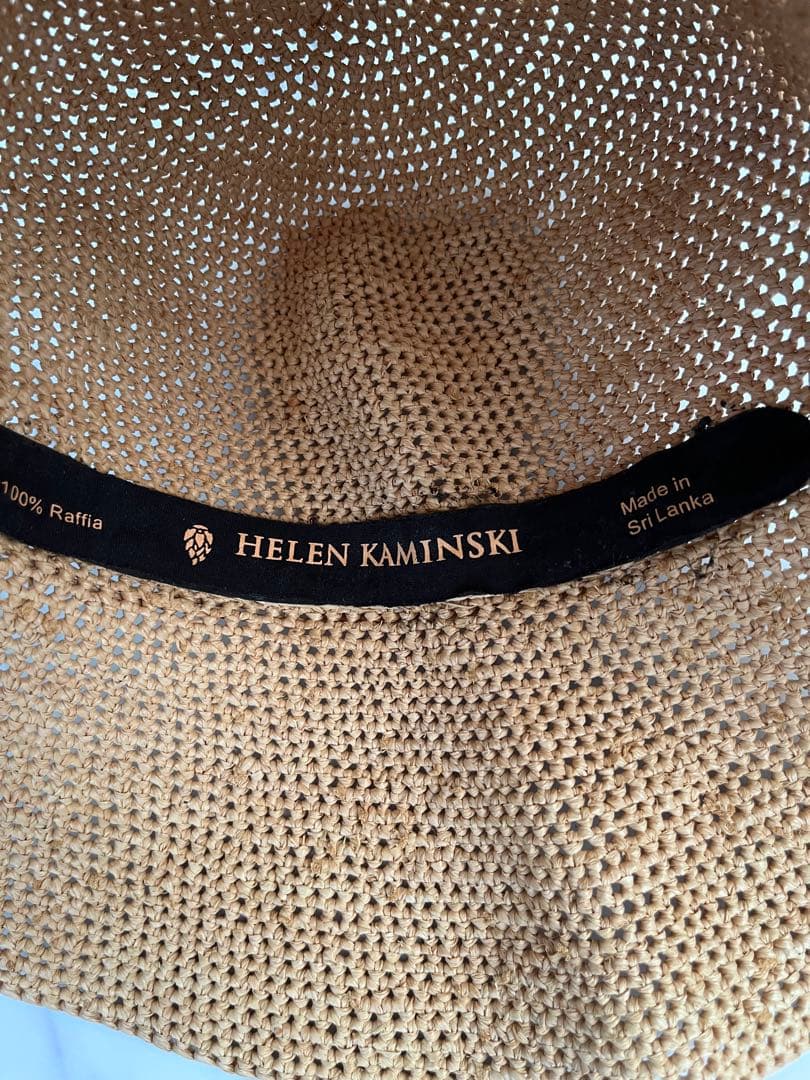 100% Raffia
HELEN KAMINSKI
Made in
Sri Lanka